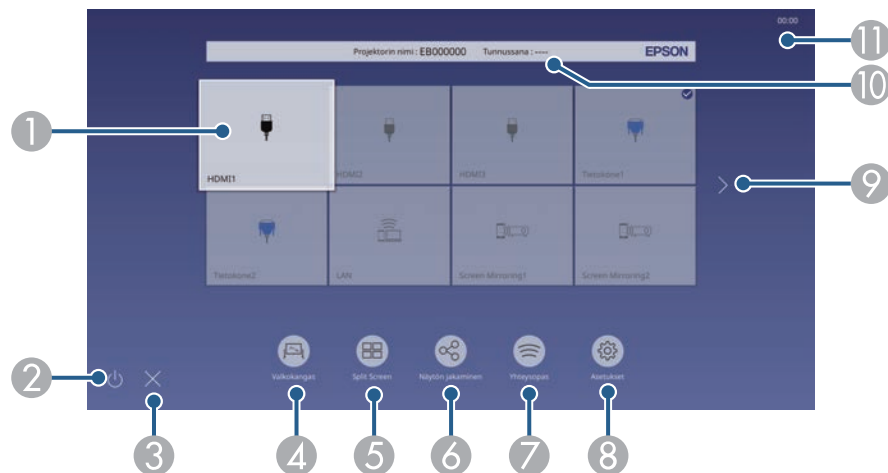 00:00
11
Projektorin nimi : EB000000 Tunnussana : ---- EPSON
10
1
HDMI1 HDMI2 HDMI3 Tietokone1
9
Tietokone2 LAN Screen Mirroring1 Screen Mirroring2
2
Valkokangas Split Screen Näytön jakaminen Yhteysopas Asetukset
3 4 5 6 7 8